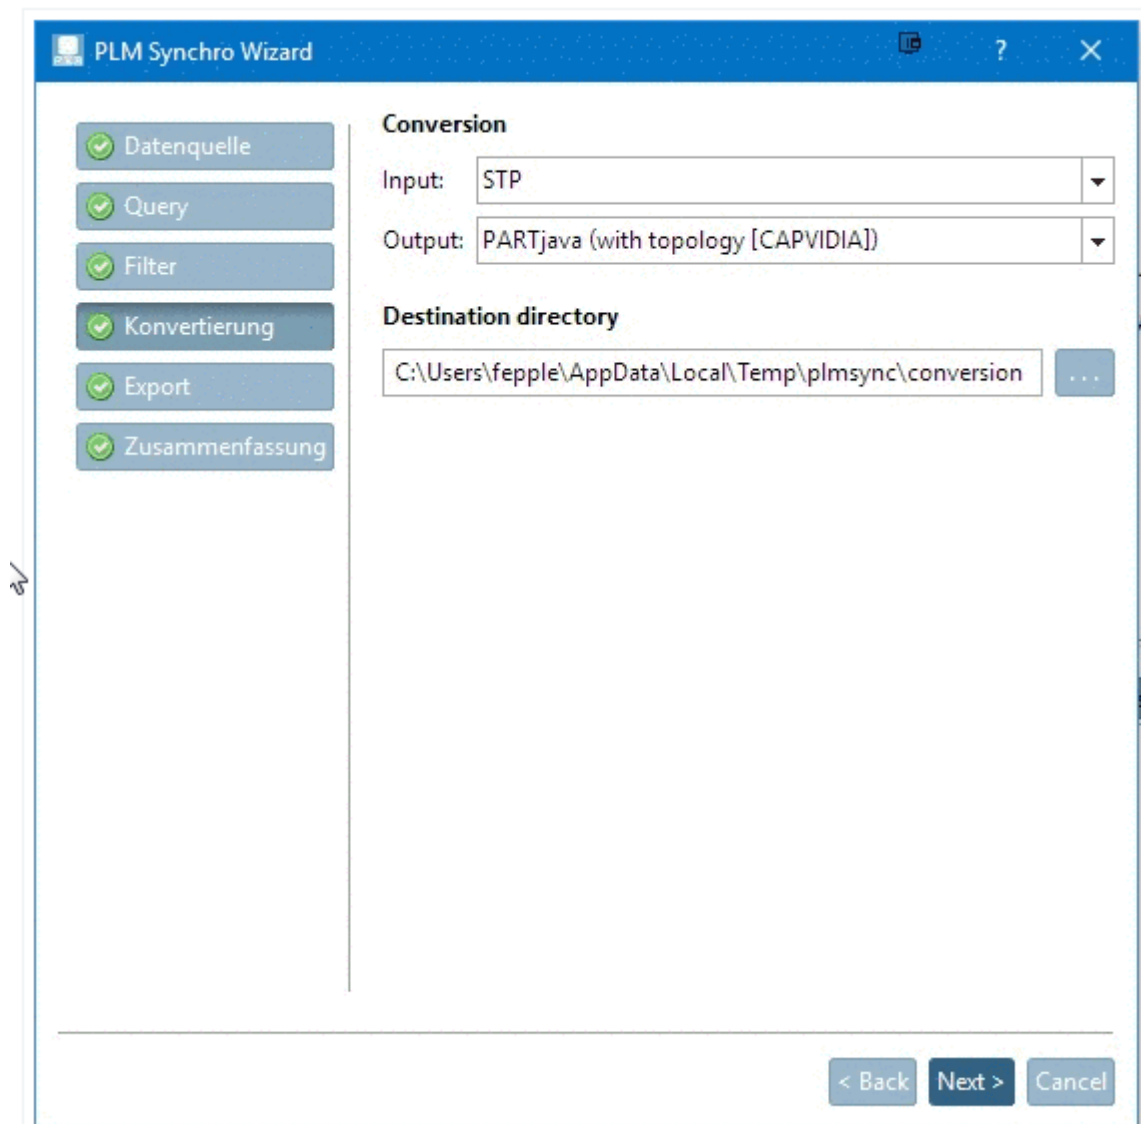 PLM Synchro Wizard
?
Datenquelle
Query
Filter
Konvertierung
Export
Zusammenfassung
Conversion
Input: STP
Output: PARTjava (with topology [CAPVIDIA])
Destination directory
C:\Users\fepple\AppData\Local\Temp\plmsync\conversion
...
< Back Next > Cancel